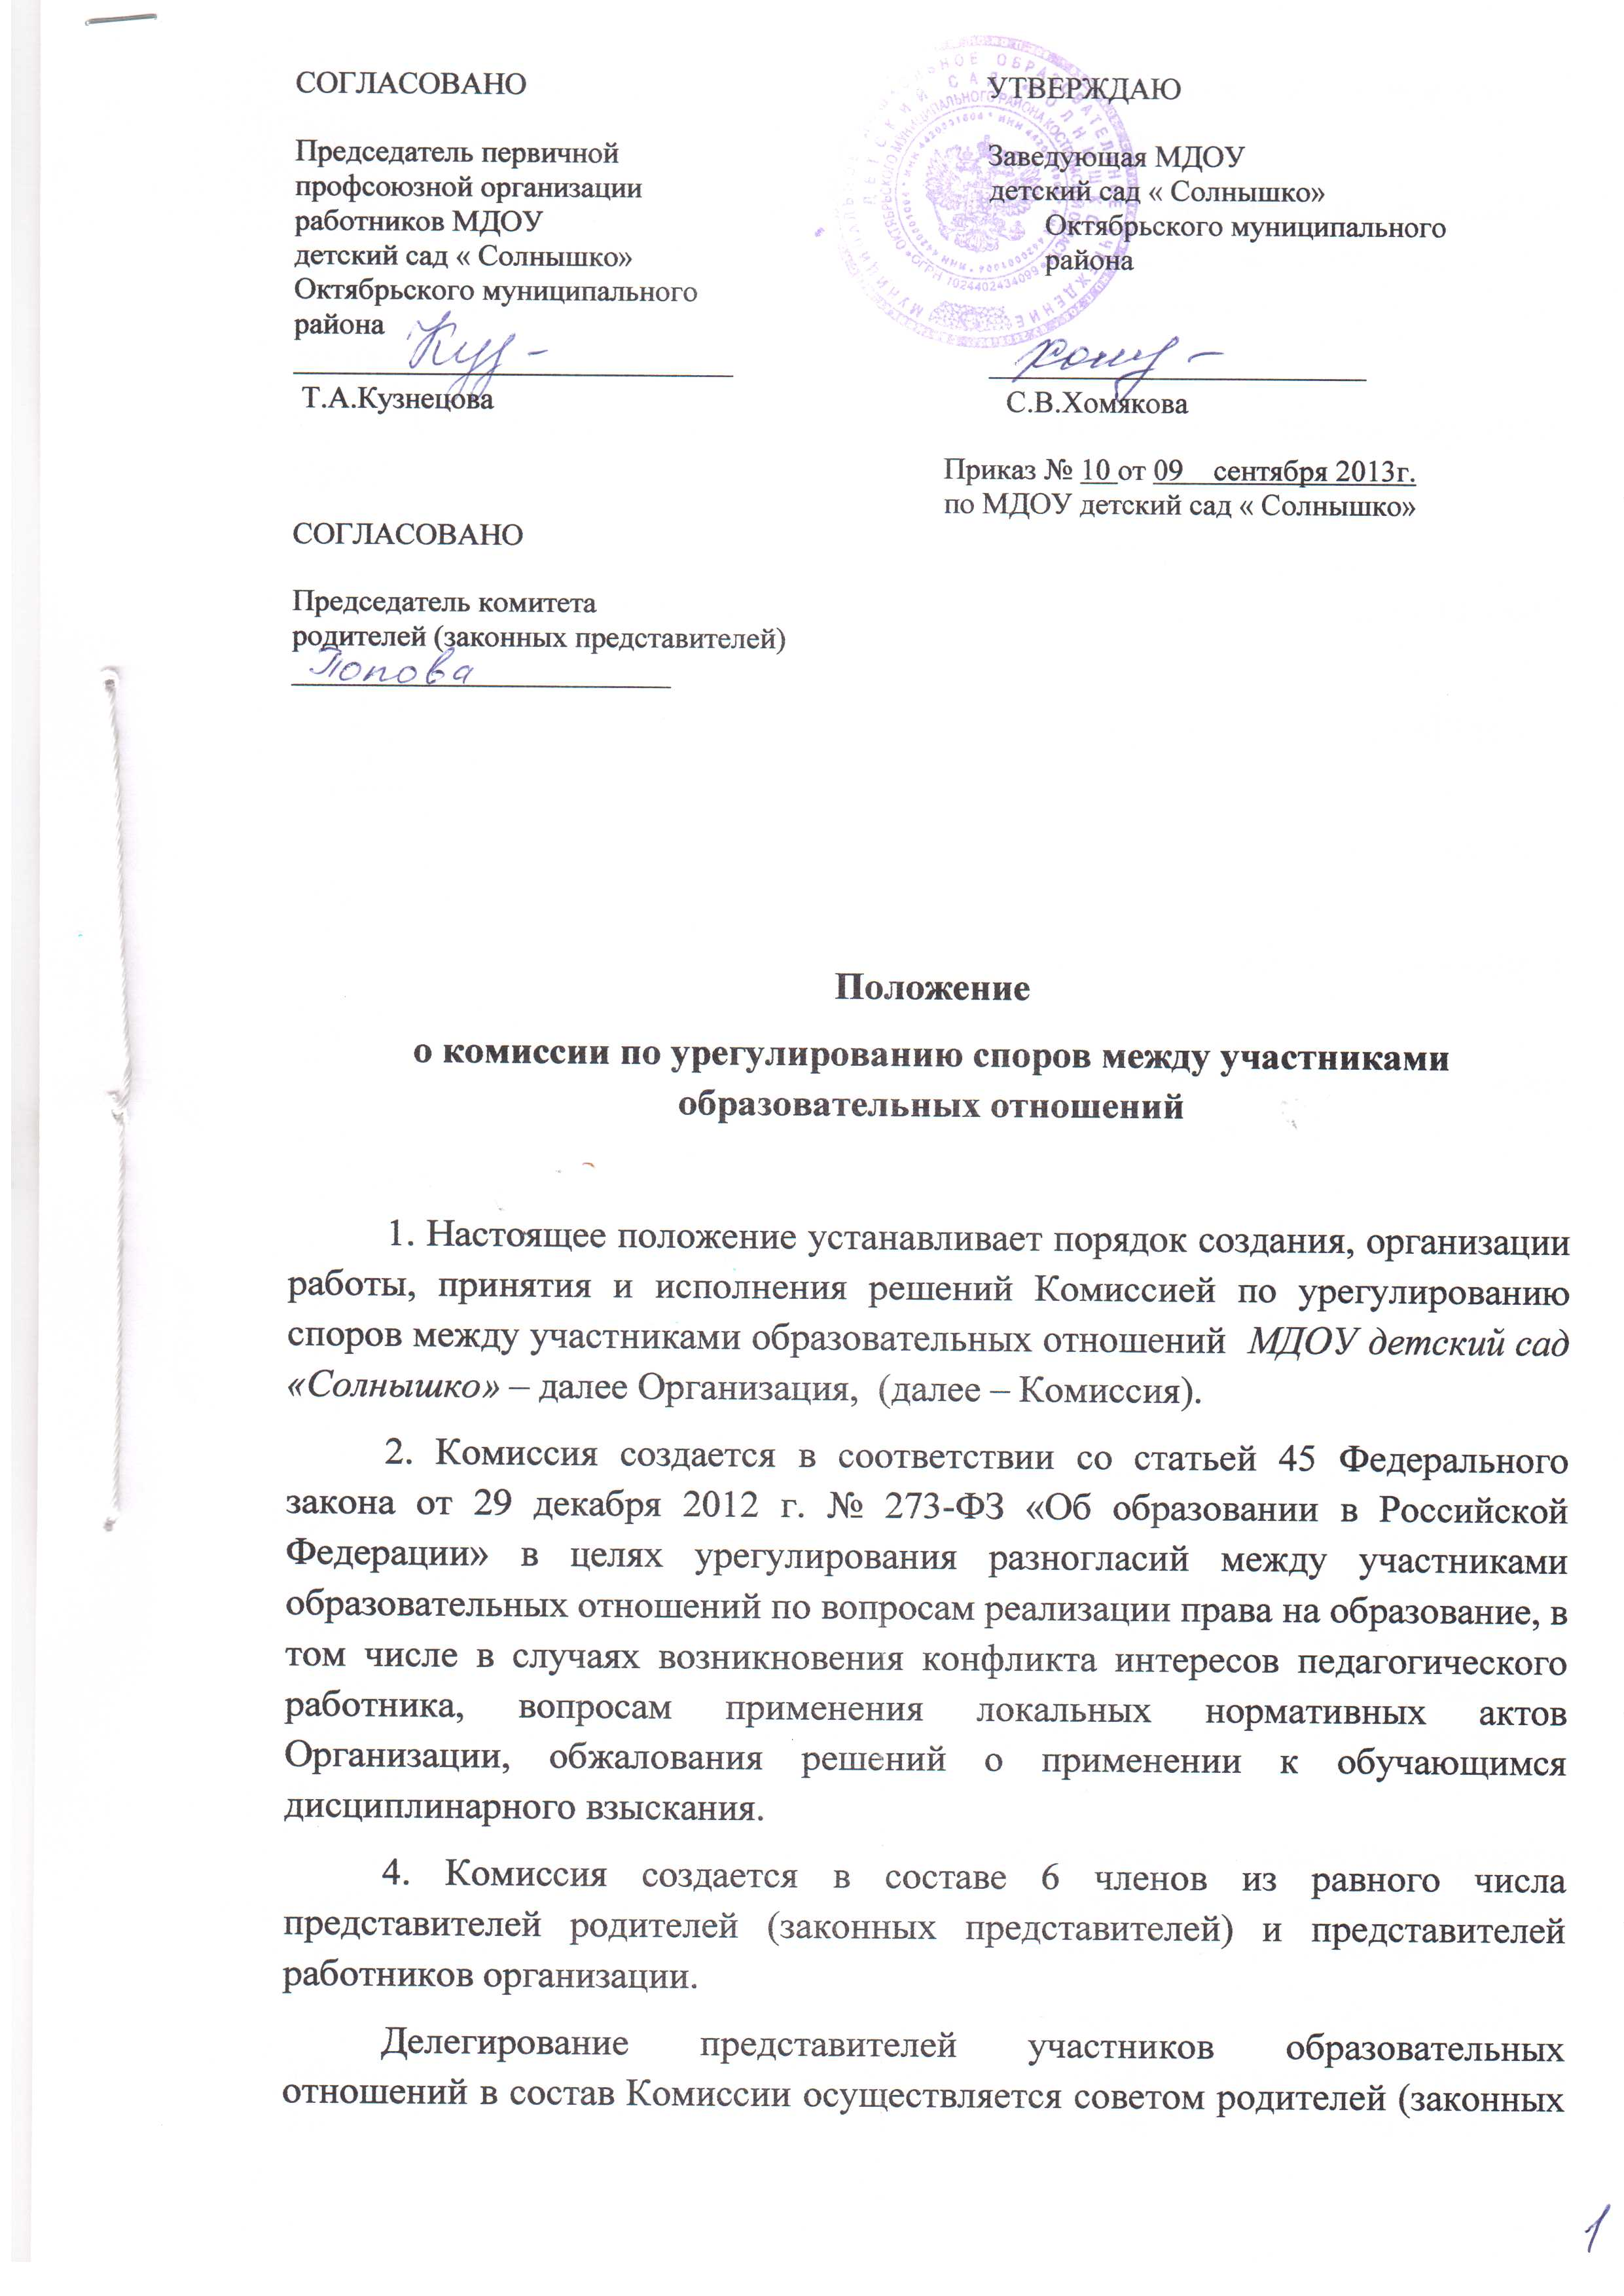 СОГЛАСОВАНО
Председатель первичной
профсоюзной организации
работников МДОУ
детский сад « Солнышко»
Октябрьского муниципального
района
Т.А.Кузнецова
УТВЕРЖДАЮ
Заведующая МДОУ
детский сад « Солнышко»
Октябрьского муниципального
района
С.В.Хомякова
Приказ № 10 от 09 сентября 2013г.
по МДОУ детский сад « Солнышко»
СОГЛАСОВАНО
Председатель комитета
родителей (законных представителей)
Попова
Положение
о комиссии по урегулированию споров между участниками
образовательных отношений
1. Настоящее положение устанавливает порядок создания, организации
работы, принятия и исполнения решений Комиссией по урегулированию
споров между участниками образовательных отношений МДОУ детский сад
«Солнышко» – далее Организация, (далее – Комиссия).
2. Комиссия создается в соответствии со статьей 45 Федерального
закона от 29 декабря 2012 г. № 273-ФЗ «Об образовании в Российской
Федерации» в целях урегулирования разногласий между участниками
образовательных отношений по вопросам реализации права на образование, в
том числе в случаях возникновения конфликта интересов педагогического
работника, вопросам применения локальных нормативных актов
Организации, обжалования решений о применении к обучающимся
дисциплинарного взыскания.
4. Комиссия создается в составе 6 членов из равного числа
представителей родителей (законных представителей) и представителей
работников организации.
Делегирование представителей участников образовательных
отношений в состав Комиссии осуществляется советом родителей (законных
1